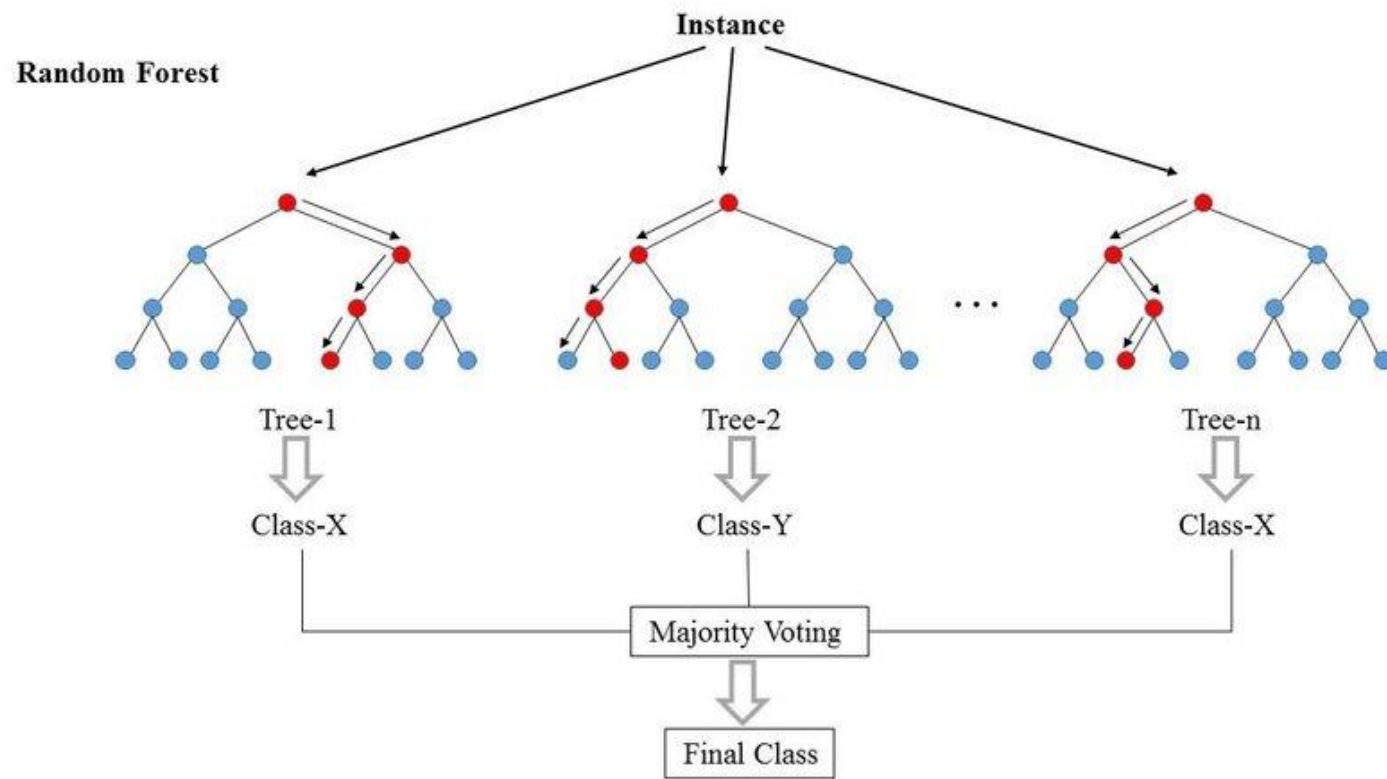 Instance
Random Forest
...
Tree-1 Tree-2 Tree-n
Class-X Class-Y Class-X
Majority Voting
Final Class